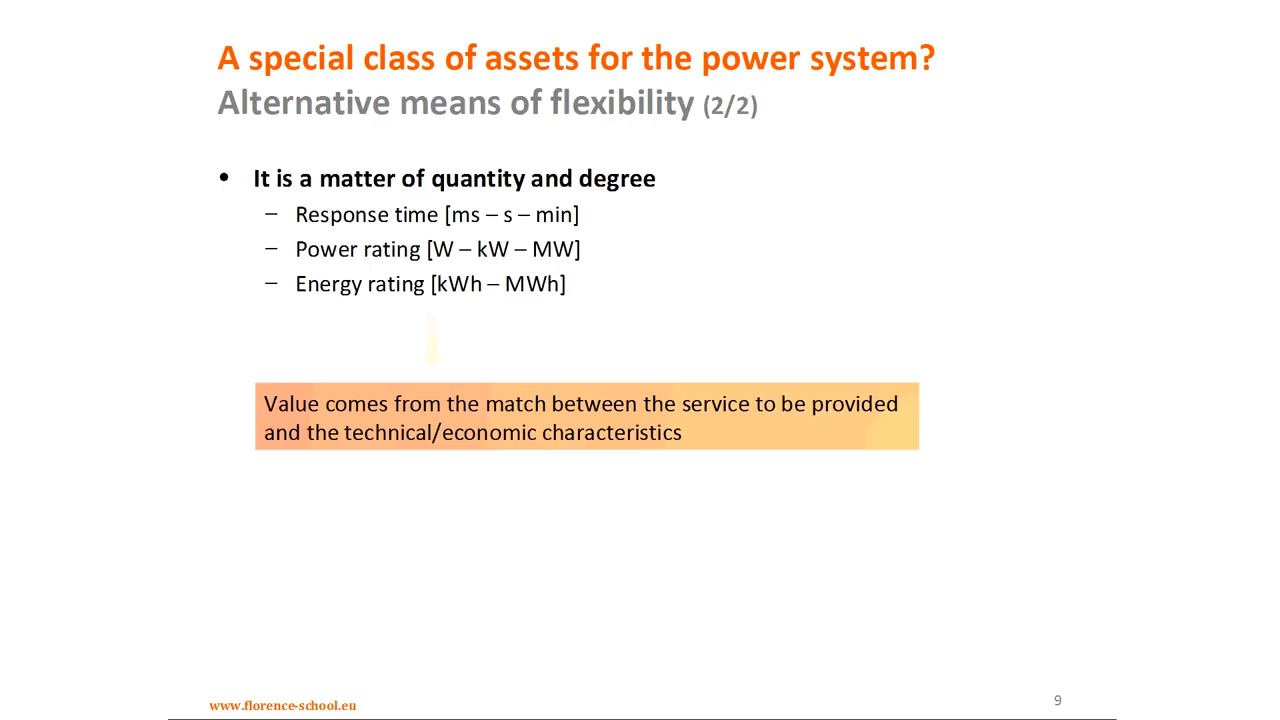 A special class of assets for the power system?
Alternative means of flexibility (2/2)
• It is a matter of quantity and degree
– Response time [ms – s – min]
– Power rating [W – kW – MW]
– Energy rating [kWh – MWh]
Value comes from the match between the service to be provided
and the technical/economic characteristics
www.florence-school.eu
9